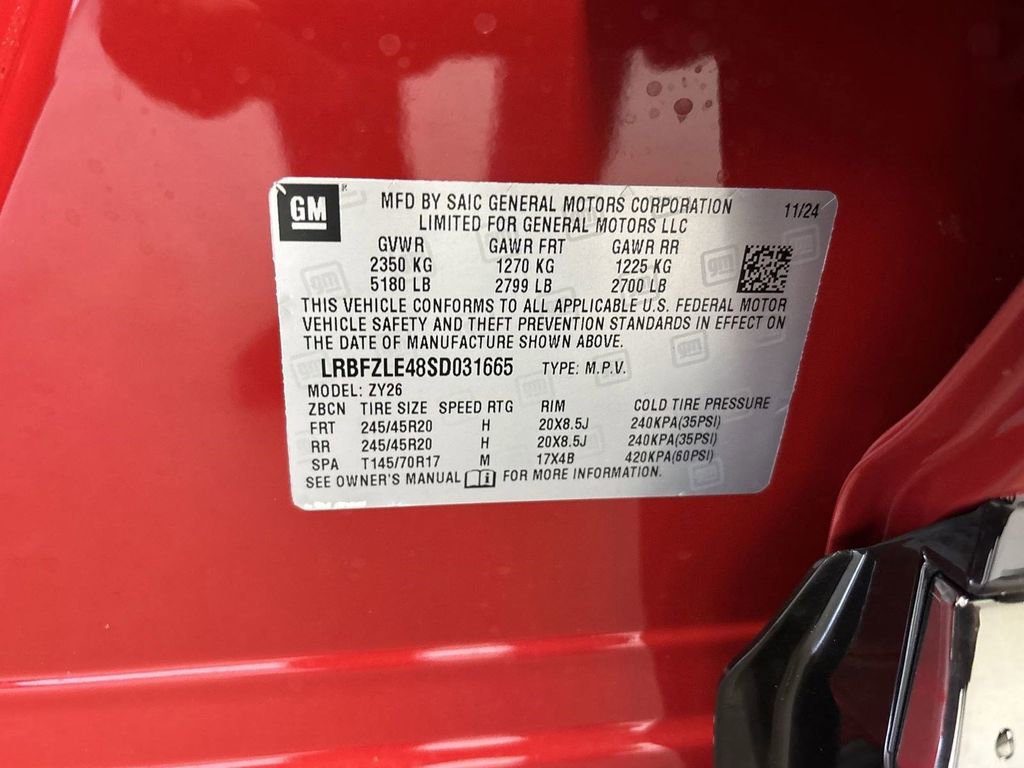 GM
MFD BY SAIC GENERAL MOTORS CORPORATION 11/24
LIMITED FOR GENERAL MOTORS LLC
GVWR GAWR FRT GAWR RR
2350 KG 1270 KG 1225 KG
5180 LB 2799 LB 2700 LB
THIS VEHICLE CONFORMS TO ALL APPLICABLE U.S. FEDERAL MOTOR
VEHICLE SAFETY AND THEFT PREVENTION STANDARDS IN EFFECT ON
THE DATE OF MANUFACTURE SHOWN ABOVE.
LRBFZLE48SD031665 TYPE: M.P.V.
MODEL: ZY26
ZBCN TIRE SIZE SPEED RTG RIM COLD TIRE PRESSURE
FRT 245/45R20 H 20X8.5J 240KPA(35PSI)
RR 245/45R20 H 20X8.5J 240KPA(35PSI)
SPA T145/70R17 M 17X4B 420KPA(60PSI)
SEE OWNER'S MANUAL i FOR MORE INFORMATION.